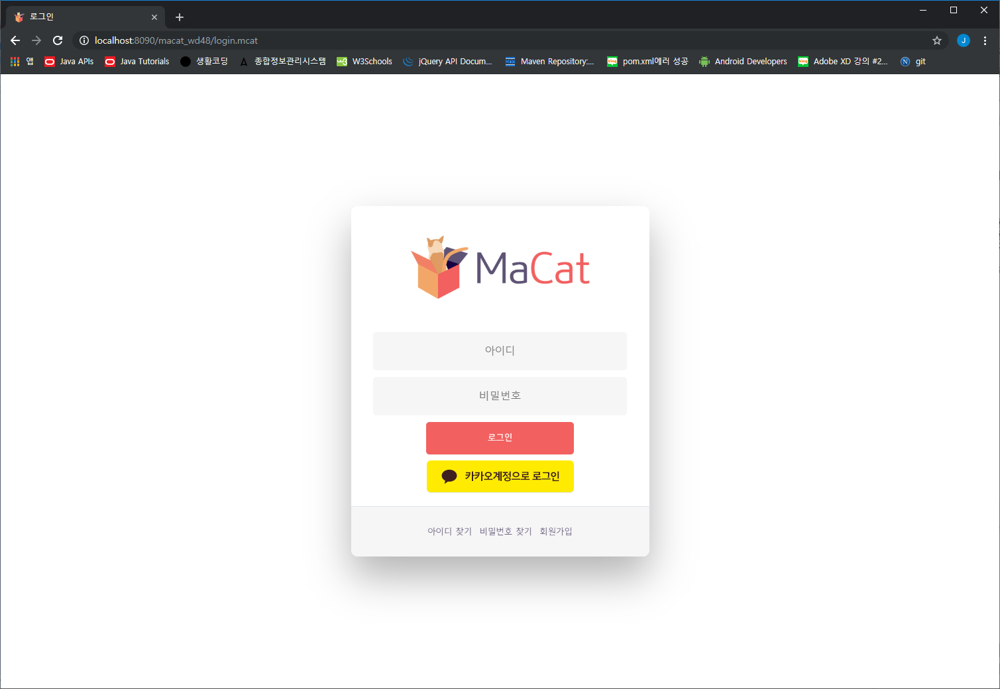 로그인
localhost:8090/macat_wd48/login.mcat
J
앱 Java APIs Java Tutorials 생활코딩 종합정보관리시스템 W3Schools jQuery API Docum... Maven Repository:... pom.xml에러 성공 Android Developers Adobe XD 강의 #2... git
MaCat
아이디
비밀번호
로그인
카카오계정으로 로그인
아이디 찾기 비밀번호 찾기 회원가입